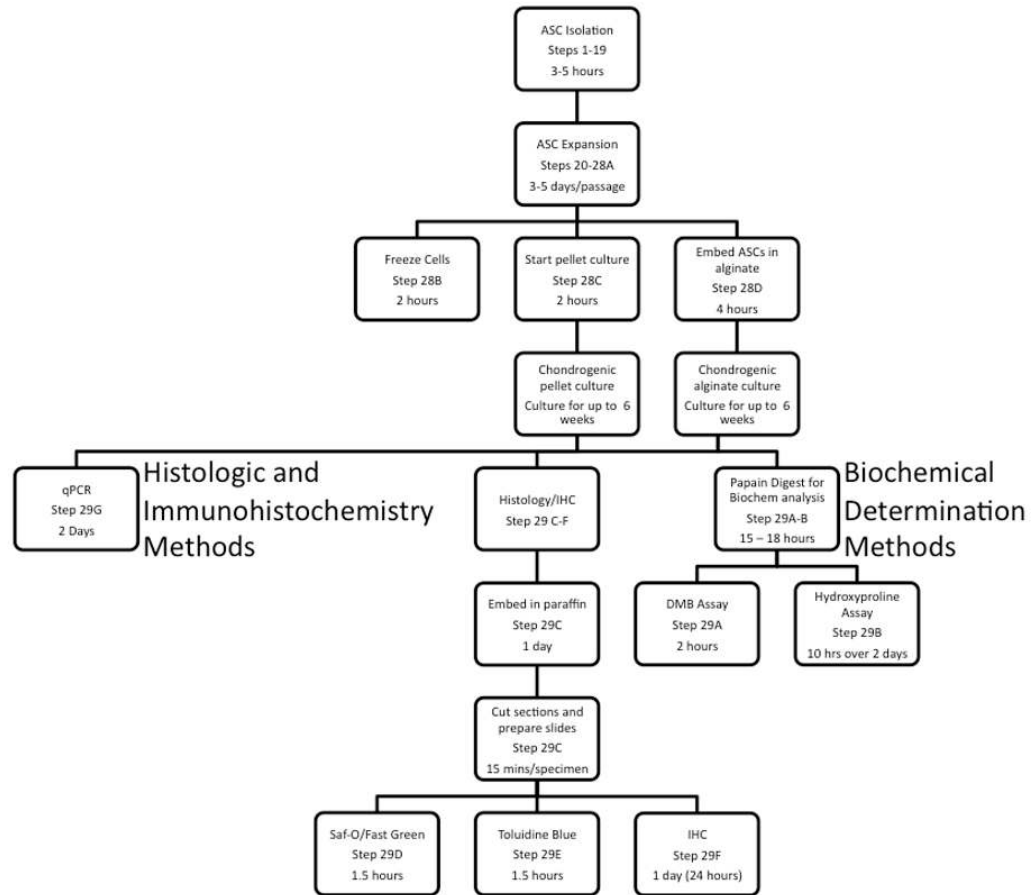 ASC Isolation
Steps 1-19
3-5 hours
ASC Expansion
Steps 20-28A
3-5 days/passage
Freeze Cells
Step 28B
2 hours
Start pellet culture
Step 28C
2 hours
Embed ASCs in
alginate
Step 28D
4 hours
Chondrogenic
pellet culture
Culture for up to 6
weeks
Chondrogenic
alginate culture
Culture for up to 6
weeks
qPCR
Step 29G
2 Days
Histologic and
Immunohistochemistry
Methods
Histology/IHC
Step 29 C-F
Papain Digest for
Biochem analysis
Step 29A-B
15 – 18 hours
Biochemical
Determination
Methods
Embed in paraffin
Step 29C
1 day
DMB Assay
Step 29A
2 hours
Hydroxyproline
Assay
Step 29B
10 hrs over 2 days
Cut sections and
prepare slides
Step 29C
15 mins/specimen
Saf-O/Fast Green
Step 29D
1.5 hours
Toluidine Blue
Step 29E
1.5 hours
IHC
Step 29F
1 day (24 hours)